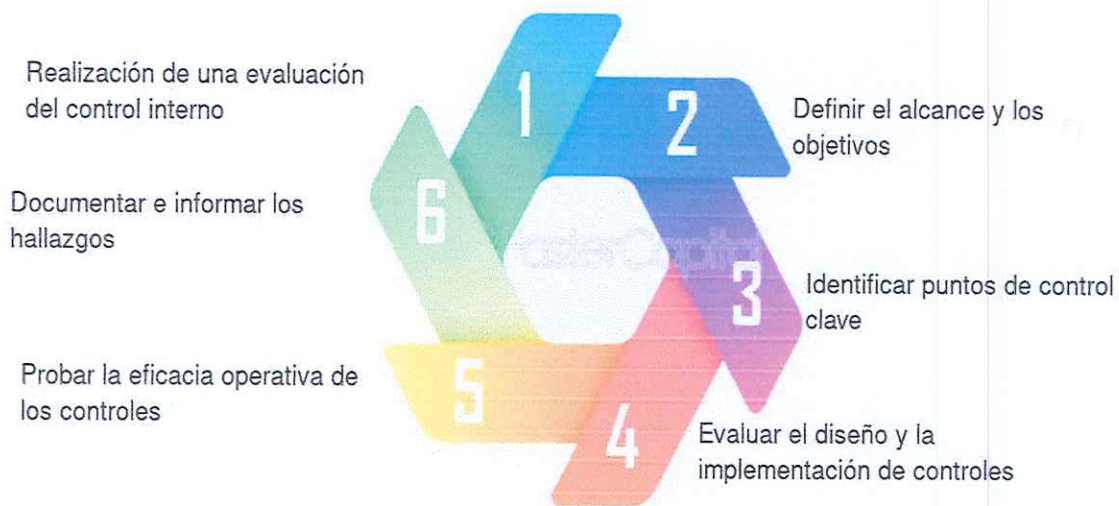 Realización de una evaluación
del control interno
1
2
Definir el alcance y los
objetivos
3
Identificar puntos de control
clave
4
Evaluar el diseño y la
implementación de controles
5
Probar la eficacia operativa de
los controles
6
Documentar e informar los
hallazgos